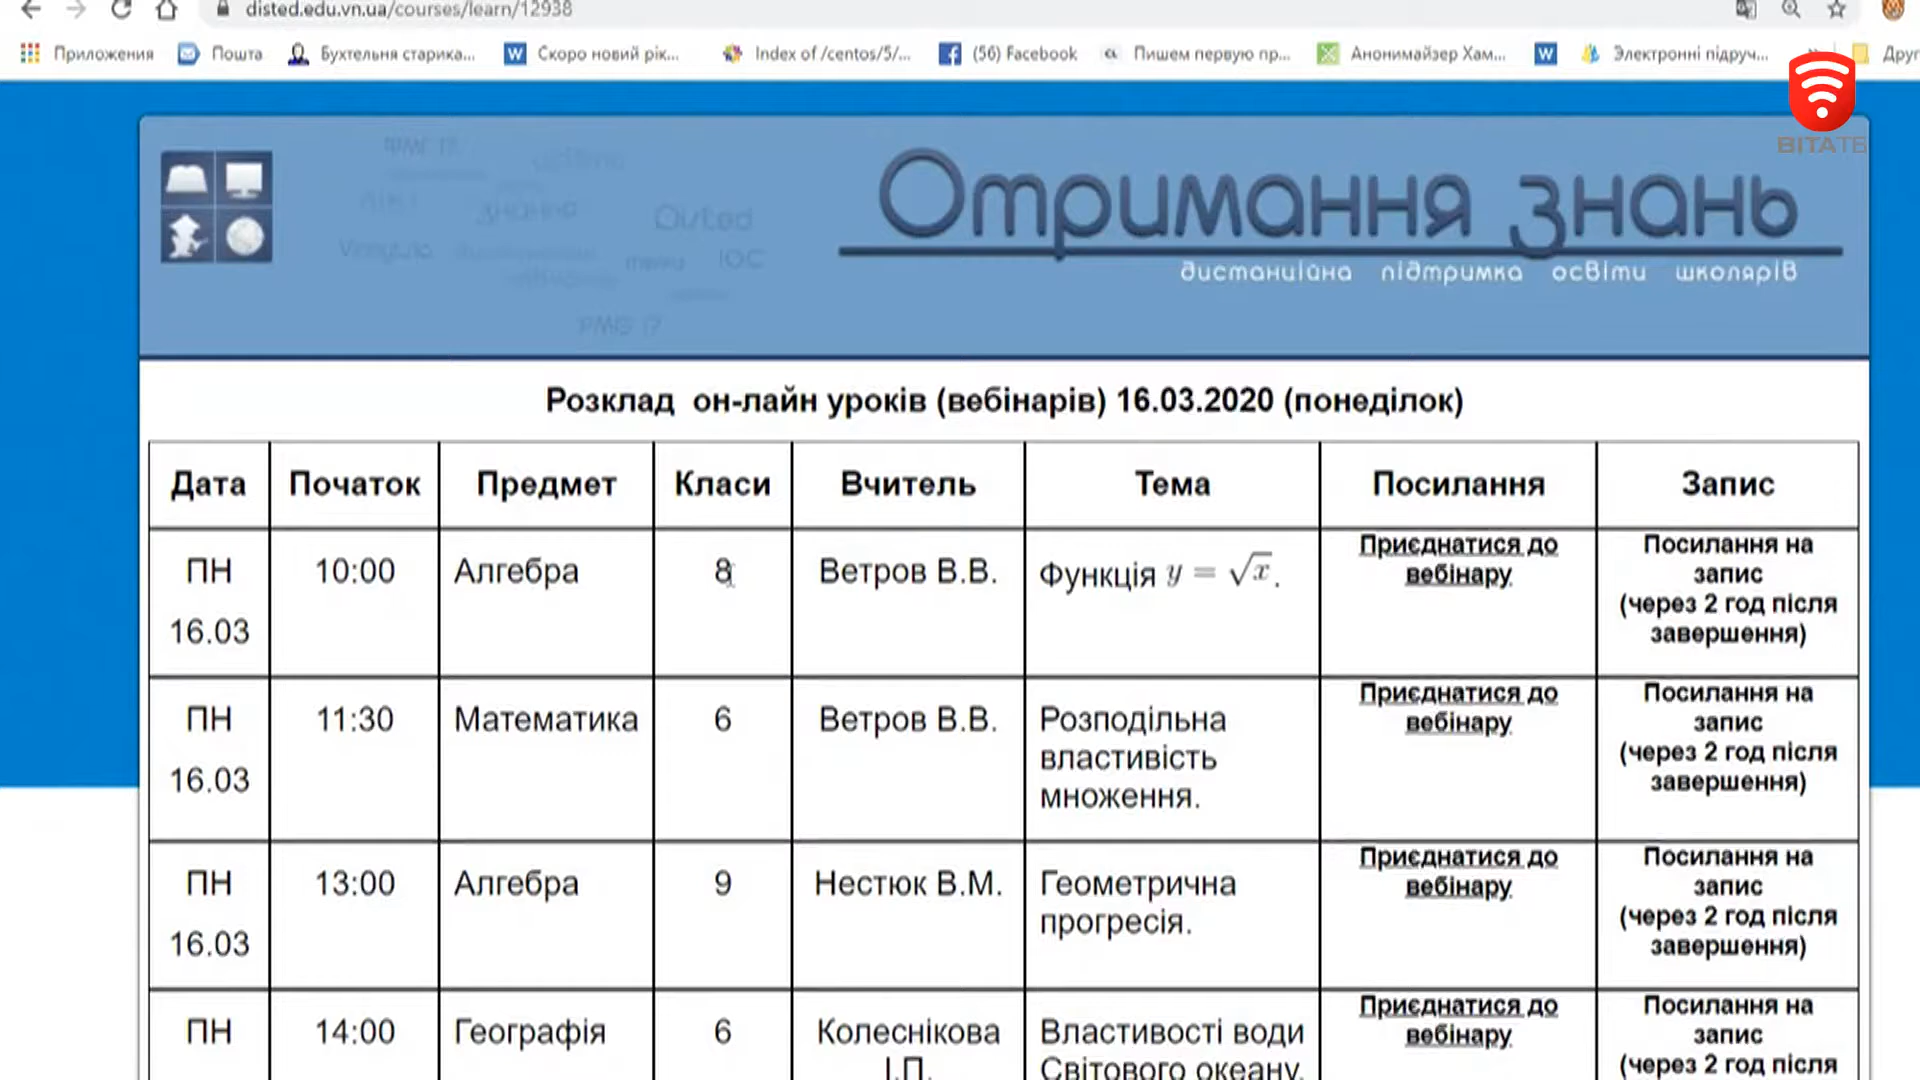 disted.edu.vn.ua/courses/learn/12938
Приложения Пошта Бухтельня старика... Скоро новий рік... Index of /centos/5/... (56) Facebook Пишем первую пр... Анонимайзер Хам... Электронні підруч... » Друг
ВІТАТВ
Отримання знань
дистанційна підтримка освіти школярів
Disted
ІОС
Розклад он-лайн уроків (вебінарів) 16.03.2020 (понеділок)
Дата Початок Предмет Класи Вчитель Тема Посилання Запис
ПН 16.03 10:00 Алгебра 8 Ветров В.В. Функція y = √x. Приєднатися до вебінару Посилання на запис (через 2 год після завершення)
ПН 16.03 11:30 Математика 6 Ветров В.В. Розподільна властивість множення. Приєднатися до вебінару Посилання на запис (через 2 год після завершення)
ПН 16.03 13:00 Алгебра 9 Нестюк В.М. Геометрична прогресія. Приєднатися до вебінару Посилання на запис (через 2 год після завершення)
ПН 14:00 Географія 6 Колеснікова І.П. Властивості води Світового океану. Приєднатися до вебінару Посилання на запис (через 2 год після